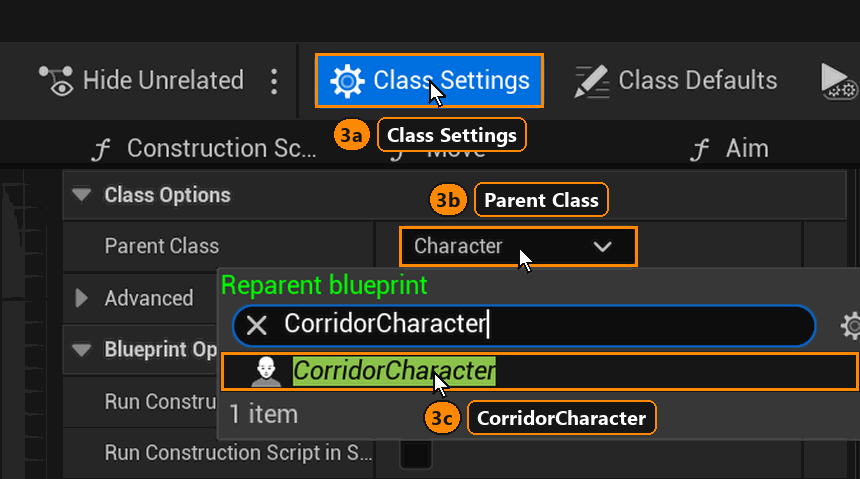 Hide Unrelated
Class Settings
Class Defaults
3a Class Settings
Construction Sc...
Move
Aim
Class Options
3b Parent Class
Parent Class
Character
Advanced
Reparent blueprint
CorridorCharacter
Blueprint Op
CorridorCharacter
Run Constru
1 item
3c CorridorCharacter
Run Construction Script in S...